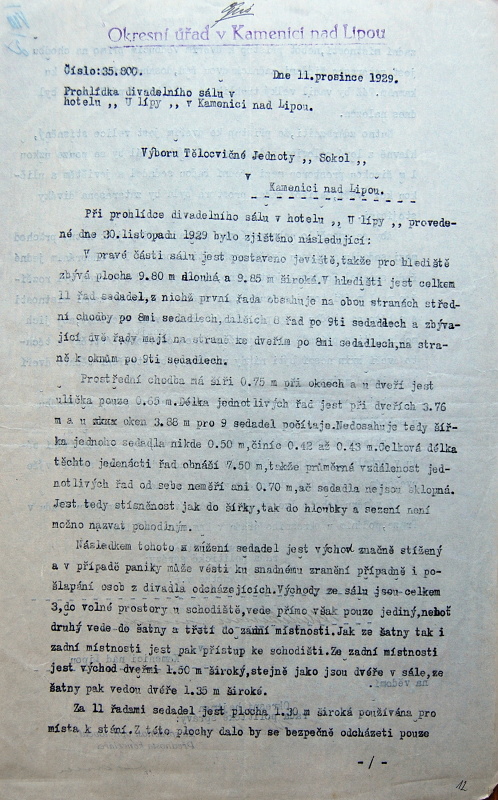 Okresní úřad v Kamenici nad Lipou
Číslo:35.800. Dne 11.prosince 1929.
Prohlídka divadelního sálu v
hotelu ,, U lípy ,, v Kamenici nad Lipou.
Výboru Tělocvičné Jednoty ,, Sokol ,,
v
Kamenici nad Lipou.
Při prohlídce divadelního sálu v hotelu ,, U lípy ,, provede-
né dne 30.listopadu 1929 bylo zjištěno následující:
V pravé části sálu jest postaveno jeviště,takže pro hlediště
zbývá plocha 9.80 m dlouhá a 9.85 m široká.V hledišti jest celkem
11 řad sedadel,z nichž první řada obsahuje na obou stranách střed-
ní chodby po 8mi sedadlech,dalších 8 řad po 9ti sedadlech a zbýva-
jící dvě řady mají na straně ke dveřím po 8mi sedadlech,na stra-
ně k oknům po 9ti sedadlech.
Prostřední chodba má šíři 0.75 m při oknech a u dveří jest
ulička pouze 0.65 m.Délka jednotlivých řad jest při dveřích 3.76
m a u oken 3.88 m pro 9 sedadel počítaje.Nedosahuje tedy šíř-
ka jednoho sedadla nikde 0.50 m,činíc 0.42 až 0.43 m.Celková délka
těchto jedenácti řad obnáší 7.50 m,takže průměrná vzdálenost jed-
notlivých řad od sebe neměří ani 0.70 m,ač sedadla nejsou sklopná.
Jest tedy stísněnost jak do šířky,tak do hloubky a sezení není
možno nazvat pohodlným.
Následkem tohoto z zúžení sedadel jest východ značně stížený
a v případě paniky může vésti ku snadnému zranění případně i po-
šlapání osob z divadla odcházejících.Východy ze sálu jsou celkem
3,do volné prostory u schodiště,vede přímo však pouze jediný,neboť
druhý vede do šatny a třetí do zadní místnosti.Jak ze šatny tak i
zadní místnosti jest pak přístup ke schodišti.Ze zadní místnosti
jest východ dveřmi 1.50 m široký,stejně jako jsou dvéře v sále,ze
šatny pak vedou dvéře 1.35 m široké.
Za 11 řadami sedadel jest plocha 1.30 m široká používána pro
místa k stání.Z této plochy dalo by se bezpečně odcházeti pouze
-/-
12